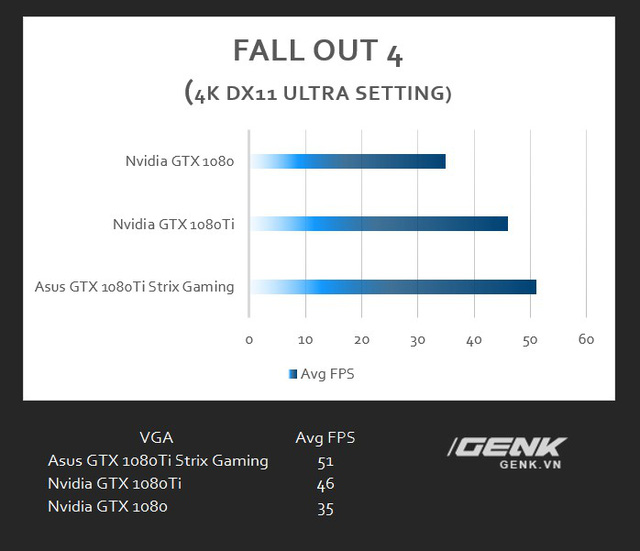 FALL OUT 4
(4K DX11 ULTRA SETTING)
Nvidia GTX 1080
Nvidia GTX 1080Ti
Asus GTX 1080Ti Strix Gaming
0 10 20 30 40 50 60
Avg FPS
VGA Avg FPS
Asus GTX 1080Ti Strix Gaming 51
Nvidia GTX 1080Ti 46
Nvidia GTX 1080 35
GENK
GENK.VN